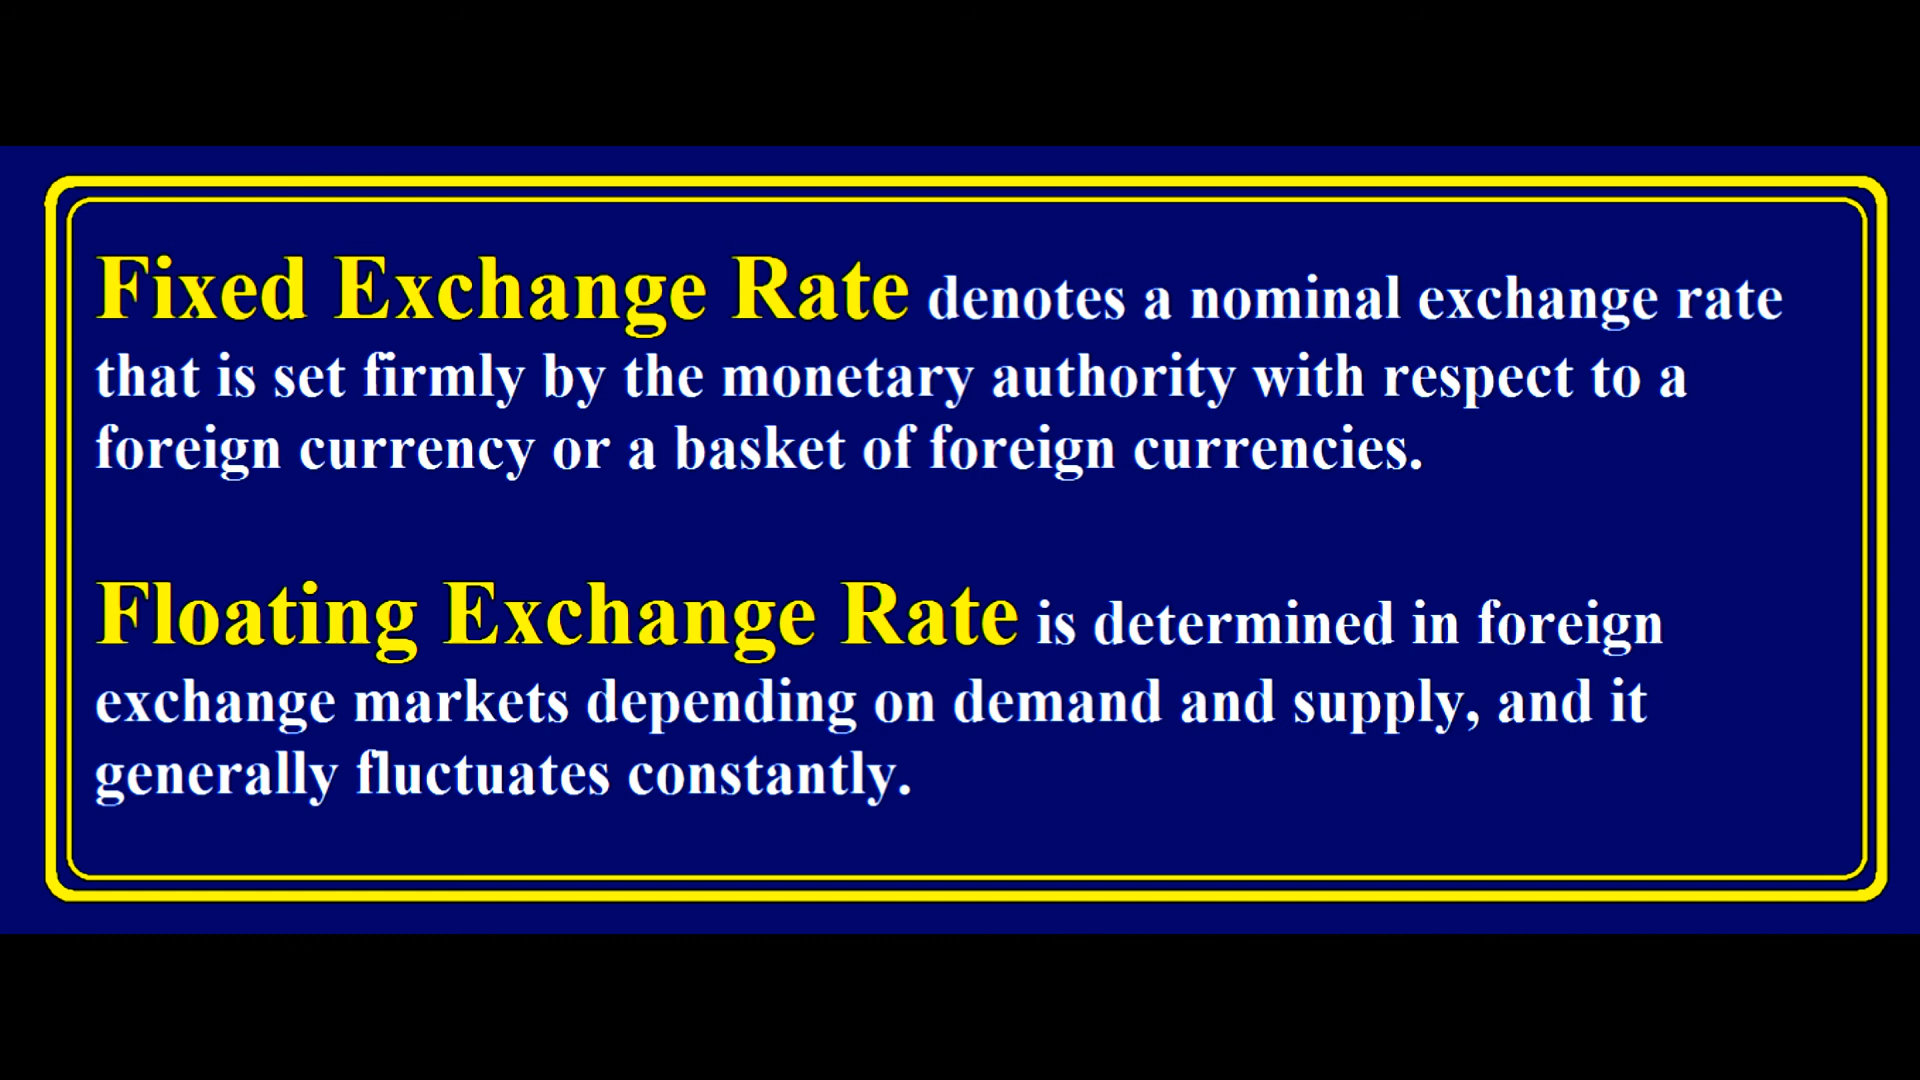 Fixed Exchange Rate denotes a nominal exchange rate
that is set firmly by the monetary authority with respect to a
foreign currency or a basket of foreign currencies.
Floating Exchange Rate is determined in foreign
exchange markets depending on demand and supply, and it
generally fluctuates constantly.